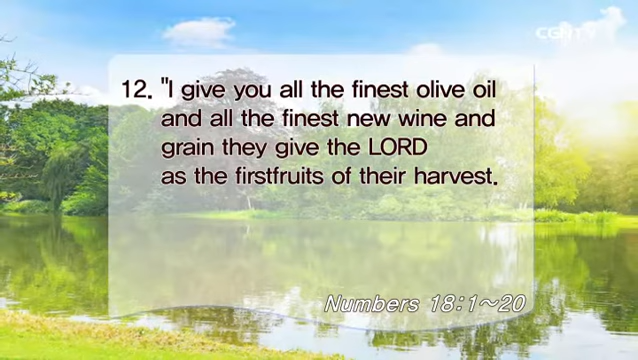 CGNTV
12. "I give you all the finest olive oil
and all the finest new wine and
grain they give the LORD
as the firstfruits of their harvest.
Numbers 18:1~20